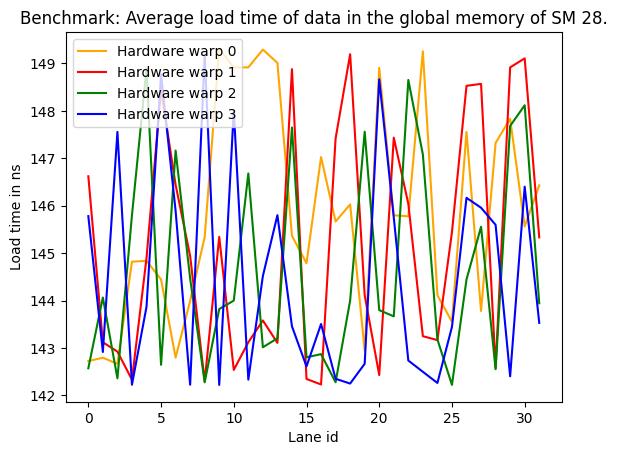 Benchmark: Average load time of data in the global memory of SM 28.
Hardware warp 0
Hardware warp 1
Hardware warp 2
Hardware warp 3
Load time in ns
149
148
147
146
145
144
143
142
0 5 10 15 20 25 30
Lane id